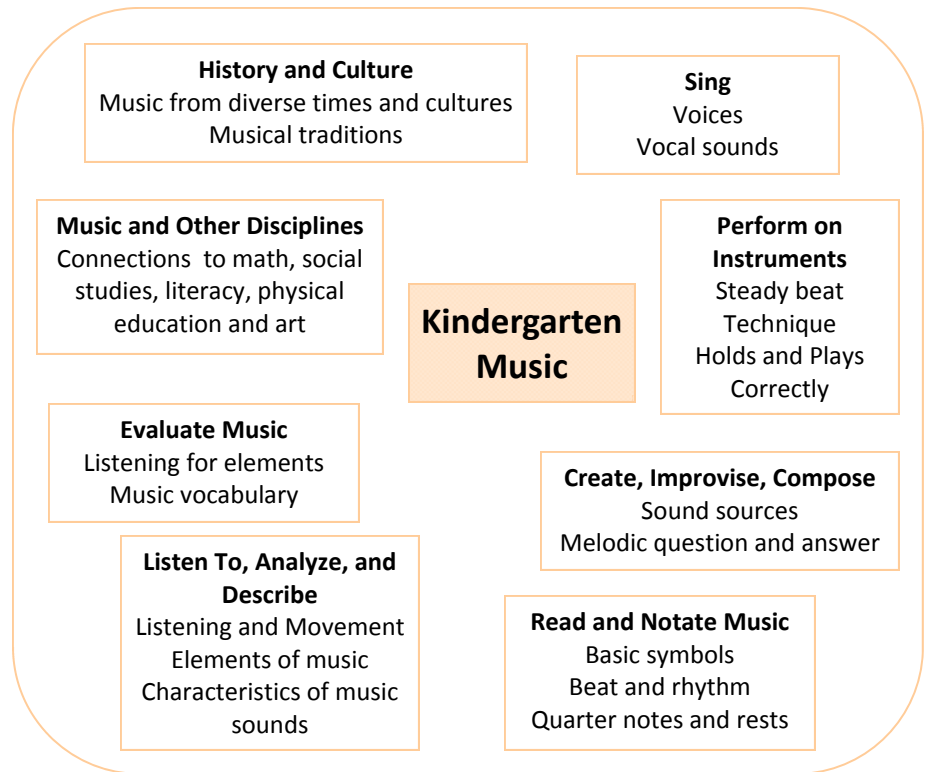 History and Culture
Music from diverse times and cultures
Musical traditions
Sing
Voices
Vocal sounds
Music and Other Disciplines
Connections  to math, social
studies, literacy, physical
education and art
Perform on
Instruments
Steady beat
Technique
Holds and Plays
Correctly
Kindergarten
Music
Evaluate Music
Listening for elements
Music vocabulary
Create, Improvise, Compose
Sound sources
Melodic question and answer
Listen To, Analyze, and
Describe
Listening and Movement
Elements of music
Characteristics of music
sounds
Read and Notate Music
Basic symbols
Beat and rhythm
Quarter notes and rests